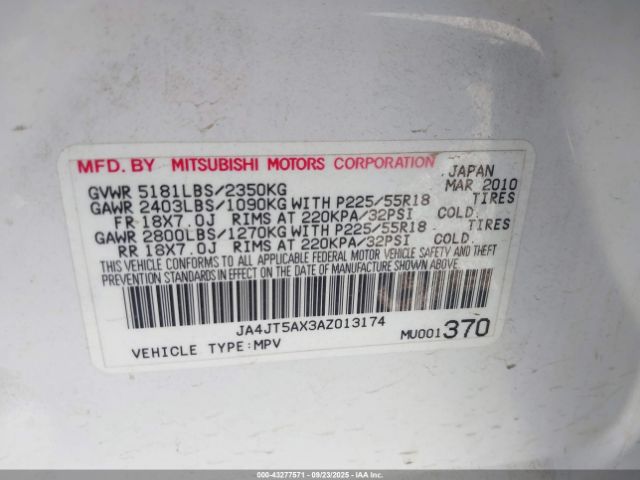 MFD. BY MITSUBISHI MOTORS CORPORATION JAPAN
GVWR 5181LBS/2350KG MAR 2010
GAWR 2403LBS/1090KG WITH P225/55R18 TIRES
FR 18X7.0J RIMS AT 220KPA/32PSI COLD.
GAWR 2800LBS/1270KG WITH P225/55R18 TIRES
RR 18X7.0J RIMS AT 220KPA/32PSI COLD.
THIS VEHICLE CONFORMS TO ALL APPLICABLE FEDERAL MOTOR VEHICLE SAFETY AND THEFT
PREVENTION STANDARDS IN EFFECT ON THE DATE OF MANUFACTURE SHOWN ABOVE.
JA4JT5AX3AZ013174
VEHICLE TYPE:MPV MU001370
000-43277571 - 09/23/2025 - IAA Inc.